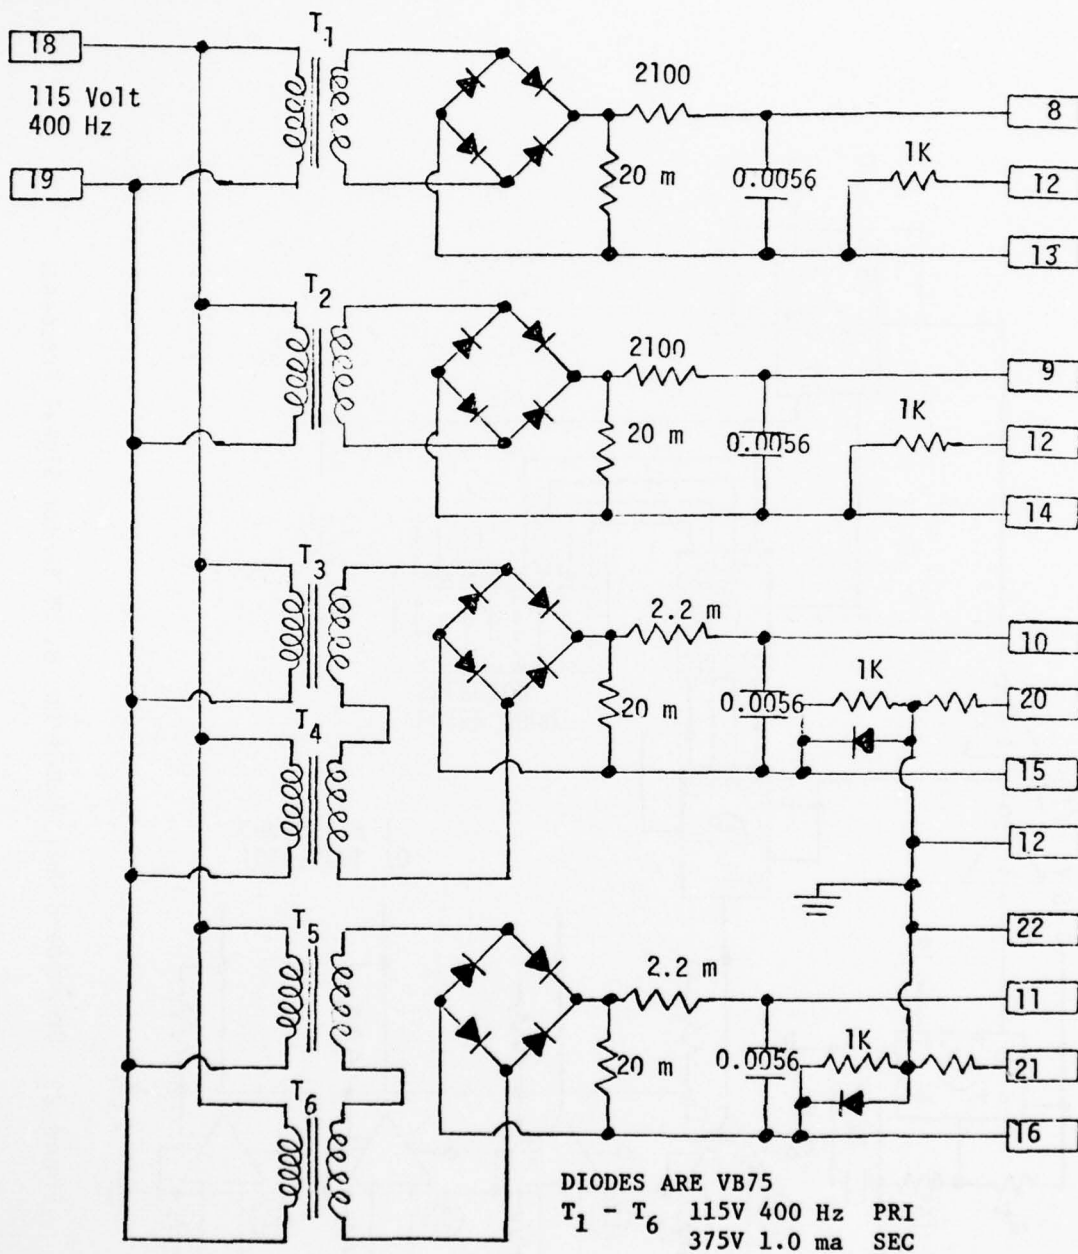 T1
18
115 Volt
400 Hz
19
2100
20 m
0.0056
1K
8
12
13
T2
2100
20 m
0.0056
1K
9
12
14
T3
T4
2.2 m
20 m
0.0056
1K
10
20
15
12
22
T5
T6
2.2 m
20 m
0.0056
1K
11
21
16
DIODES ARE VB75
T1 - T6 115V 400 Hz PRI
375V 1.0 ma SEC